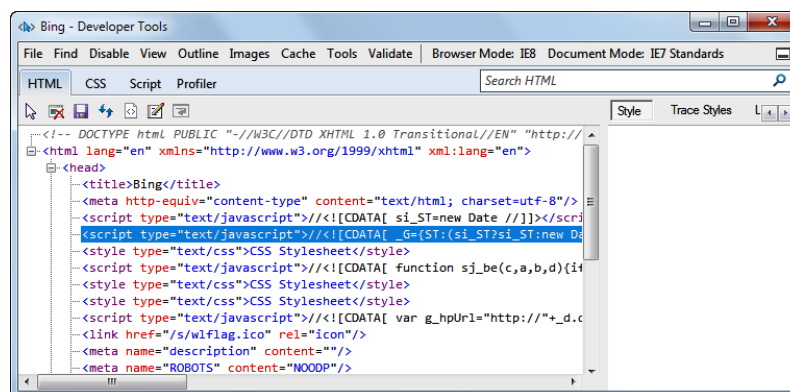 Bing - Developer Tools
File Find Disable View Outline Images Cache Tools Validate Browser Mode: IE8 Document Mode: IE7 Standards
HTML CSS Script Profiler Search HTML
Style Trace Styles L
<!-- DOCTYPE html PUBLIC "-//W3C//DTD XHTML 1.0 Transitional//EN" "http://
<html lang="en" xmlns="http://www.w3.org/1999/xhtml" xml:lang="en">
<head>
<title>Bing</title>
<meta http-equiv="content-type" content="text/html; charset=utf-8"/>
<script type="text/javascript">//<![CDATA[ si_ST=new Date //]]></scri
<script type="text/javascript">//<![CDATA[ _G={ST:(si_ST?si_ST:new Da
<style type="text/css">CSS Stylesheet</style>
<script type="text/javascript">//<![CDATA[ function sj_be(c,a,b,d){if
<style type="text/css">CSS Stylesheet</style>
<style type="text/css">CSS Stylesheet</style>
<script type="text/javascript">//<![CDATA[ var g_hpUrl="http://"+_d.c
<link href="/s/wlflag.ico" rel="icon"/>
<meta name="description" content=""/>
<meta name="ROBOTS" content="NOODP"/>